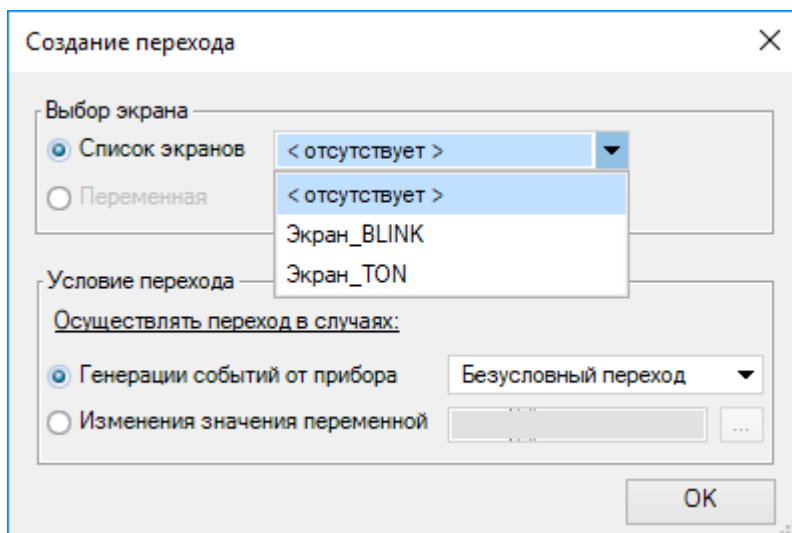 Создание перехода
Выбор экрана
Список экранов
< отсутствует >
Переменная
< отсутствует >
Экран_BLINK
Экран_TON
Условие перехода
Осуществлять переход в случаях:
Генерации событий от прибора
Безусловный переход
Изменения значения переменной
...
OK